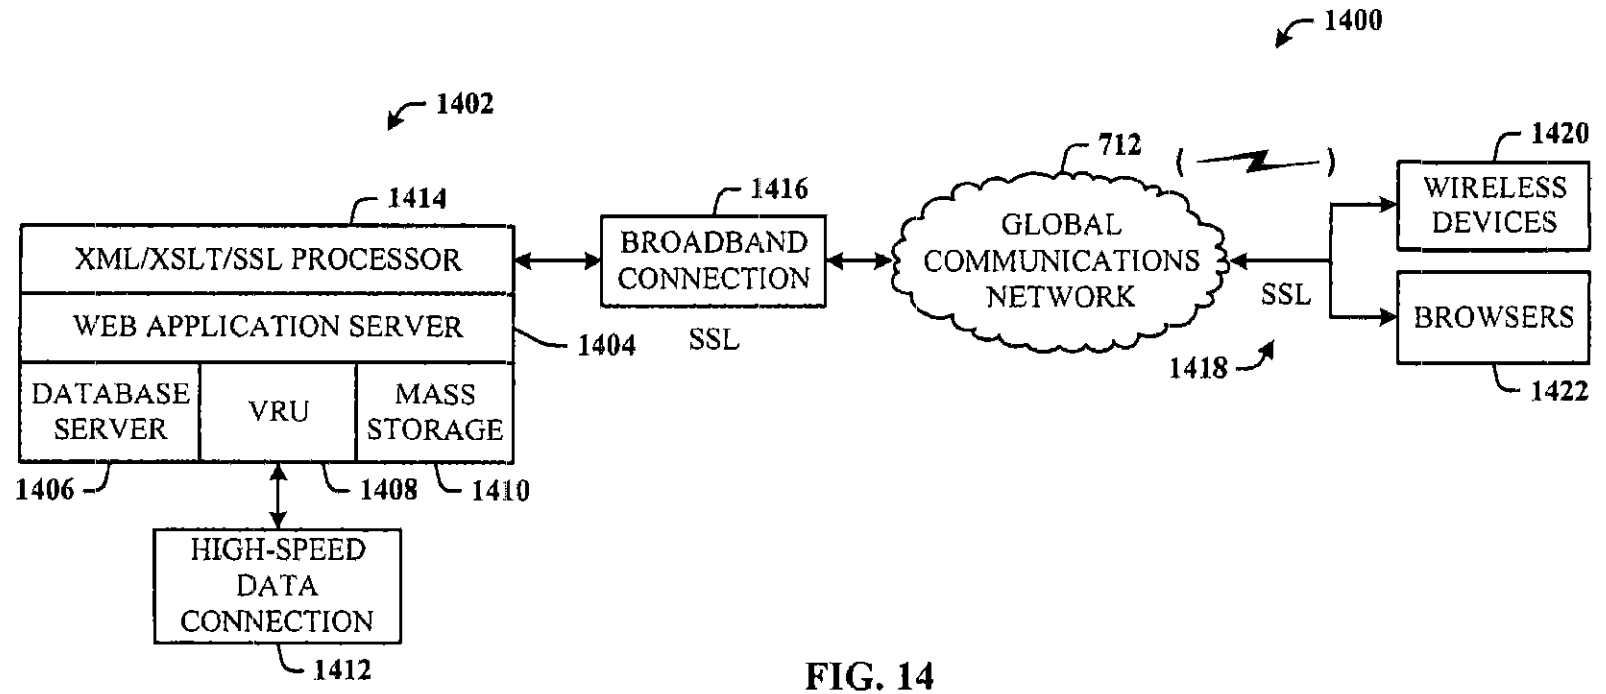 1400
1402
712
1420
1414
1416
WIRELESS
DEVICES
XML/XSLT/SSL PROCESSOR
BROADBAND
CONNECTION
GLOBAL
COMMUNICATIONS
NETWORK
SSL
SSL
BROWSERS
WEB APPLICATION SERVER
1404
1418
1422
DATABASE
SERVER
VRU
MASS
STORAGE
1406
1408
1410
HIGH-SPEED
DATA
CONNECTION
1412
FIG. 14